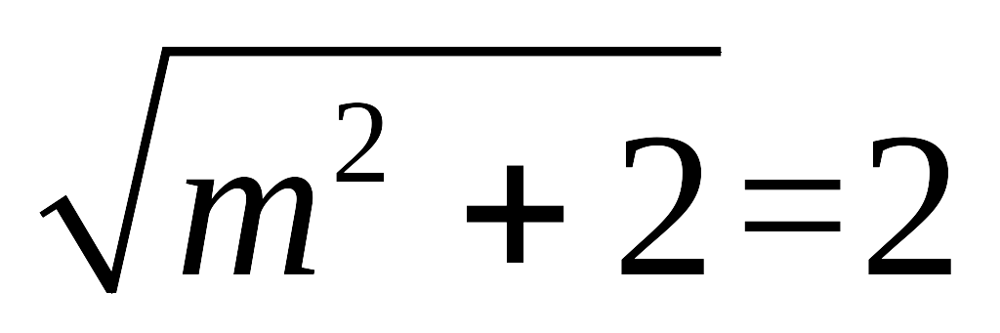 √(m² + 2)=2